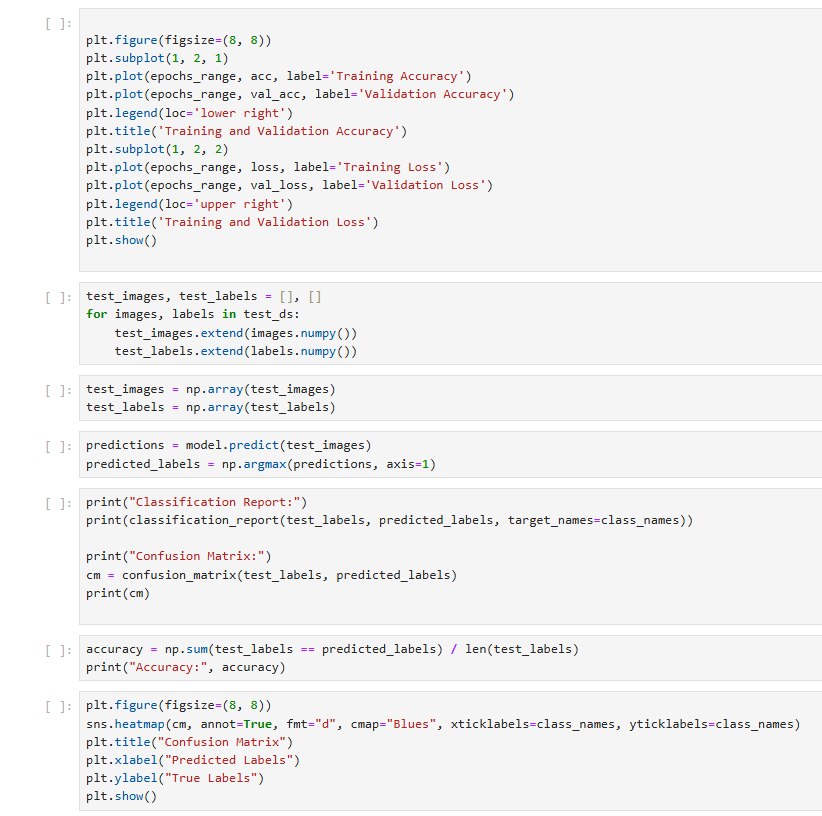 [ ]:
plt.figure(figsize=(8, 8))
plt.subplot(1, 2, 1)
plt.plot(epochs_range, acc, label='Training Accuracy')
plt.plot(epochs_range, val_acc, label='Validation Accuracy')
plt.legend(loc='lower right')
plt.title('Training and Validation Accuracy')
plt.subplot(1, 2, 2)
plt.plot(epochs_range, loss, label='Training Loss')
plt.plot(epochs_range, val_loss, label='Validation Loss')
plt.legend(loc='upper right')
plt.title('Training and Validation Loss')
plt.show()
[ ]: test_images, test_labels = [], []
for images, labels in test_ds:
    test_images.extend(images.numpy())
    test_labels.extend(labels.numpy())
[ ]: test_images = np.array(test_images)
test_labels = np.array(test_labels)
[ ]: predictions = model.predict(test_images)
predicted_labels = np.argmax(predictions, axis=1)
[ ]: print("Classification Report:")
print(classification_report(test_labels, predicted_labels, target_names=class_names))
print("Confusion Matrix:")
cm = confusion_matrix(test_labels, predicted_labels)
print(cm)
[ ]: accuracy = np.sum(test_labels == predicted_labels) / len(test_labels)
print("Accuracy:", accuracy)
[ ]: plt.figure(figsize=(8, 8))
sns.heatmap(cm, annot=True, fmt="d", cmap="Blues", xticklabels=class_names, yticklabels=class_names)
plt.title("Confusion Matrix")
plt.xlabel("Predicted Labels")
plt.ylabel("True Labels")
plt.show()